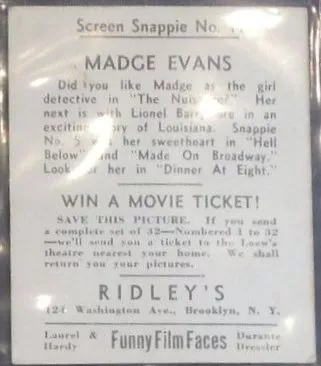 Screen Snappie No.
MADGE EVANS
Did you like Madge as the girl
detective in "The Nuisance?" Her
next is with Lionel Barrymore in an
exciting story of Louisiana. Snappie
No. 5 was her sweetheart in "Hell
Below" and "Made On Broadway."
Look for her in "Dinner At Eight."
WIN A MOVIE TICKET!
SAVE THIS PICTURE. If you send
a complete set of 32—Numbered 1 to 32
—we'll send you a ticket to the Loew's
theatre nearest your home. We shall
return you your pictures.
RIDLEY'S
124 Washington Ave., Brooklyn, N. Y.
Laurel & Hardy
Funny Film Faces
Durante Dressler